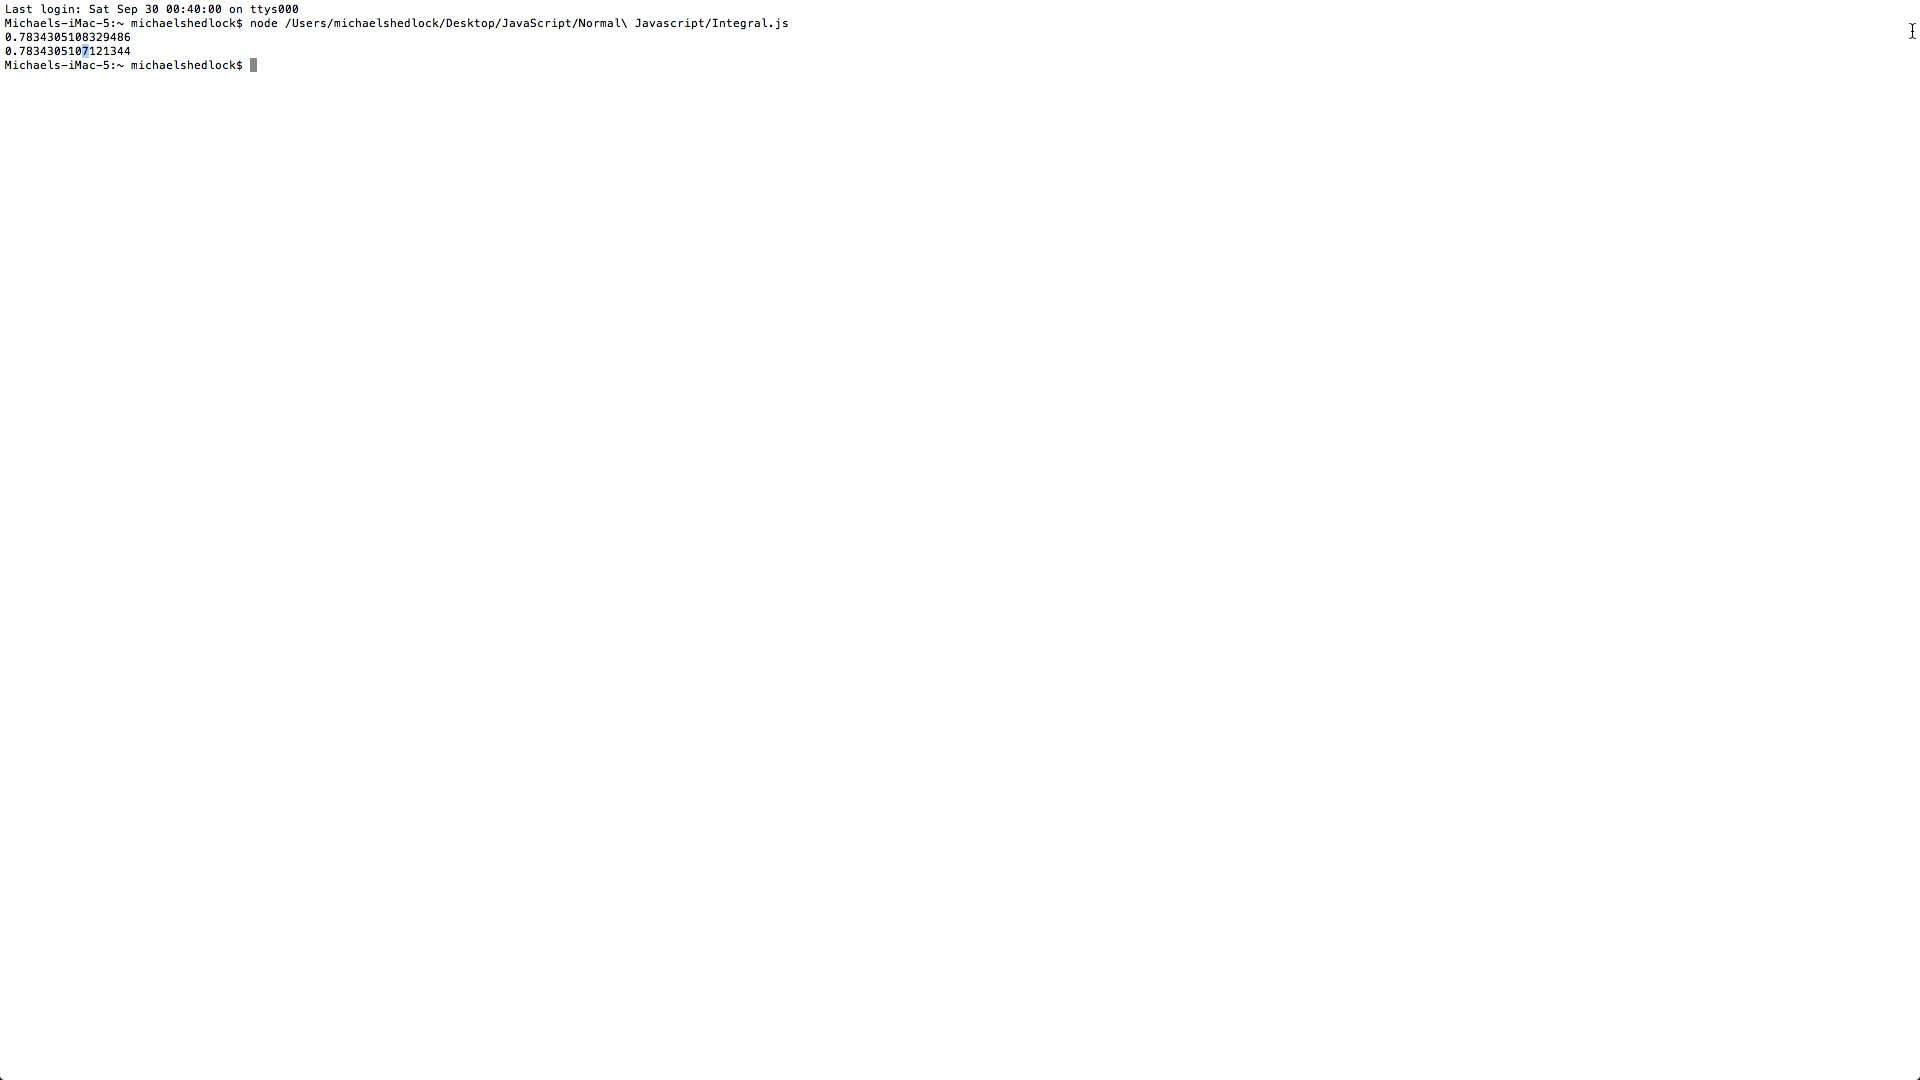 Last login: Sat Sep 30 00:40:00 on ttys000
Michaels-iMac-5:~ michaelshedlock$ node /Users/michaelshedlock/Desktop/JavaScript/Normal\ Javascript/Integral.js
0.7834305108329486
0.7834305107121344
Michaels-iMac-5:~ michaelshedlock$